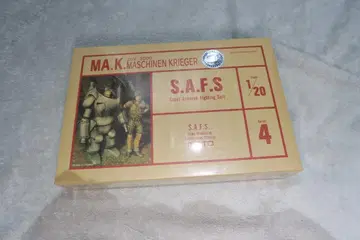 MA.K.
MASCHINEN KRIEGER
S.A.F.S
Super Armored Fighting Suit
1/20
S.A.F.S.
4